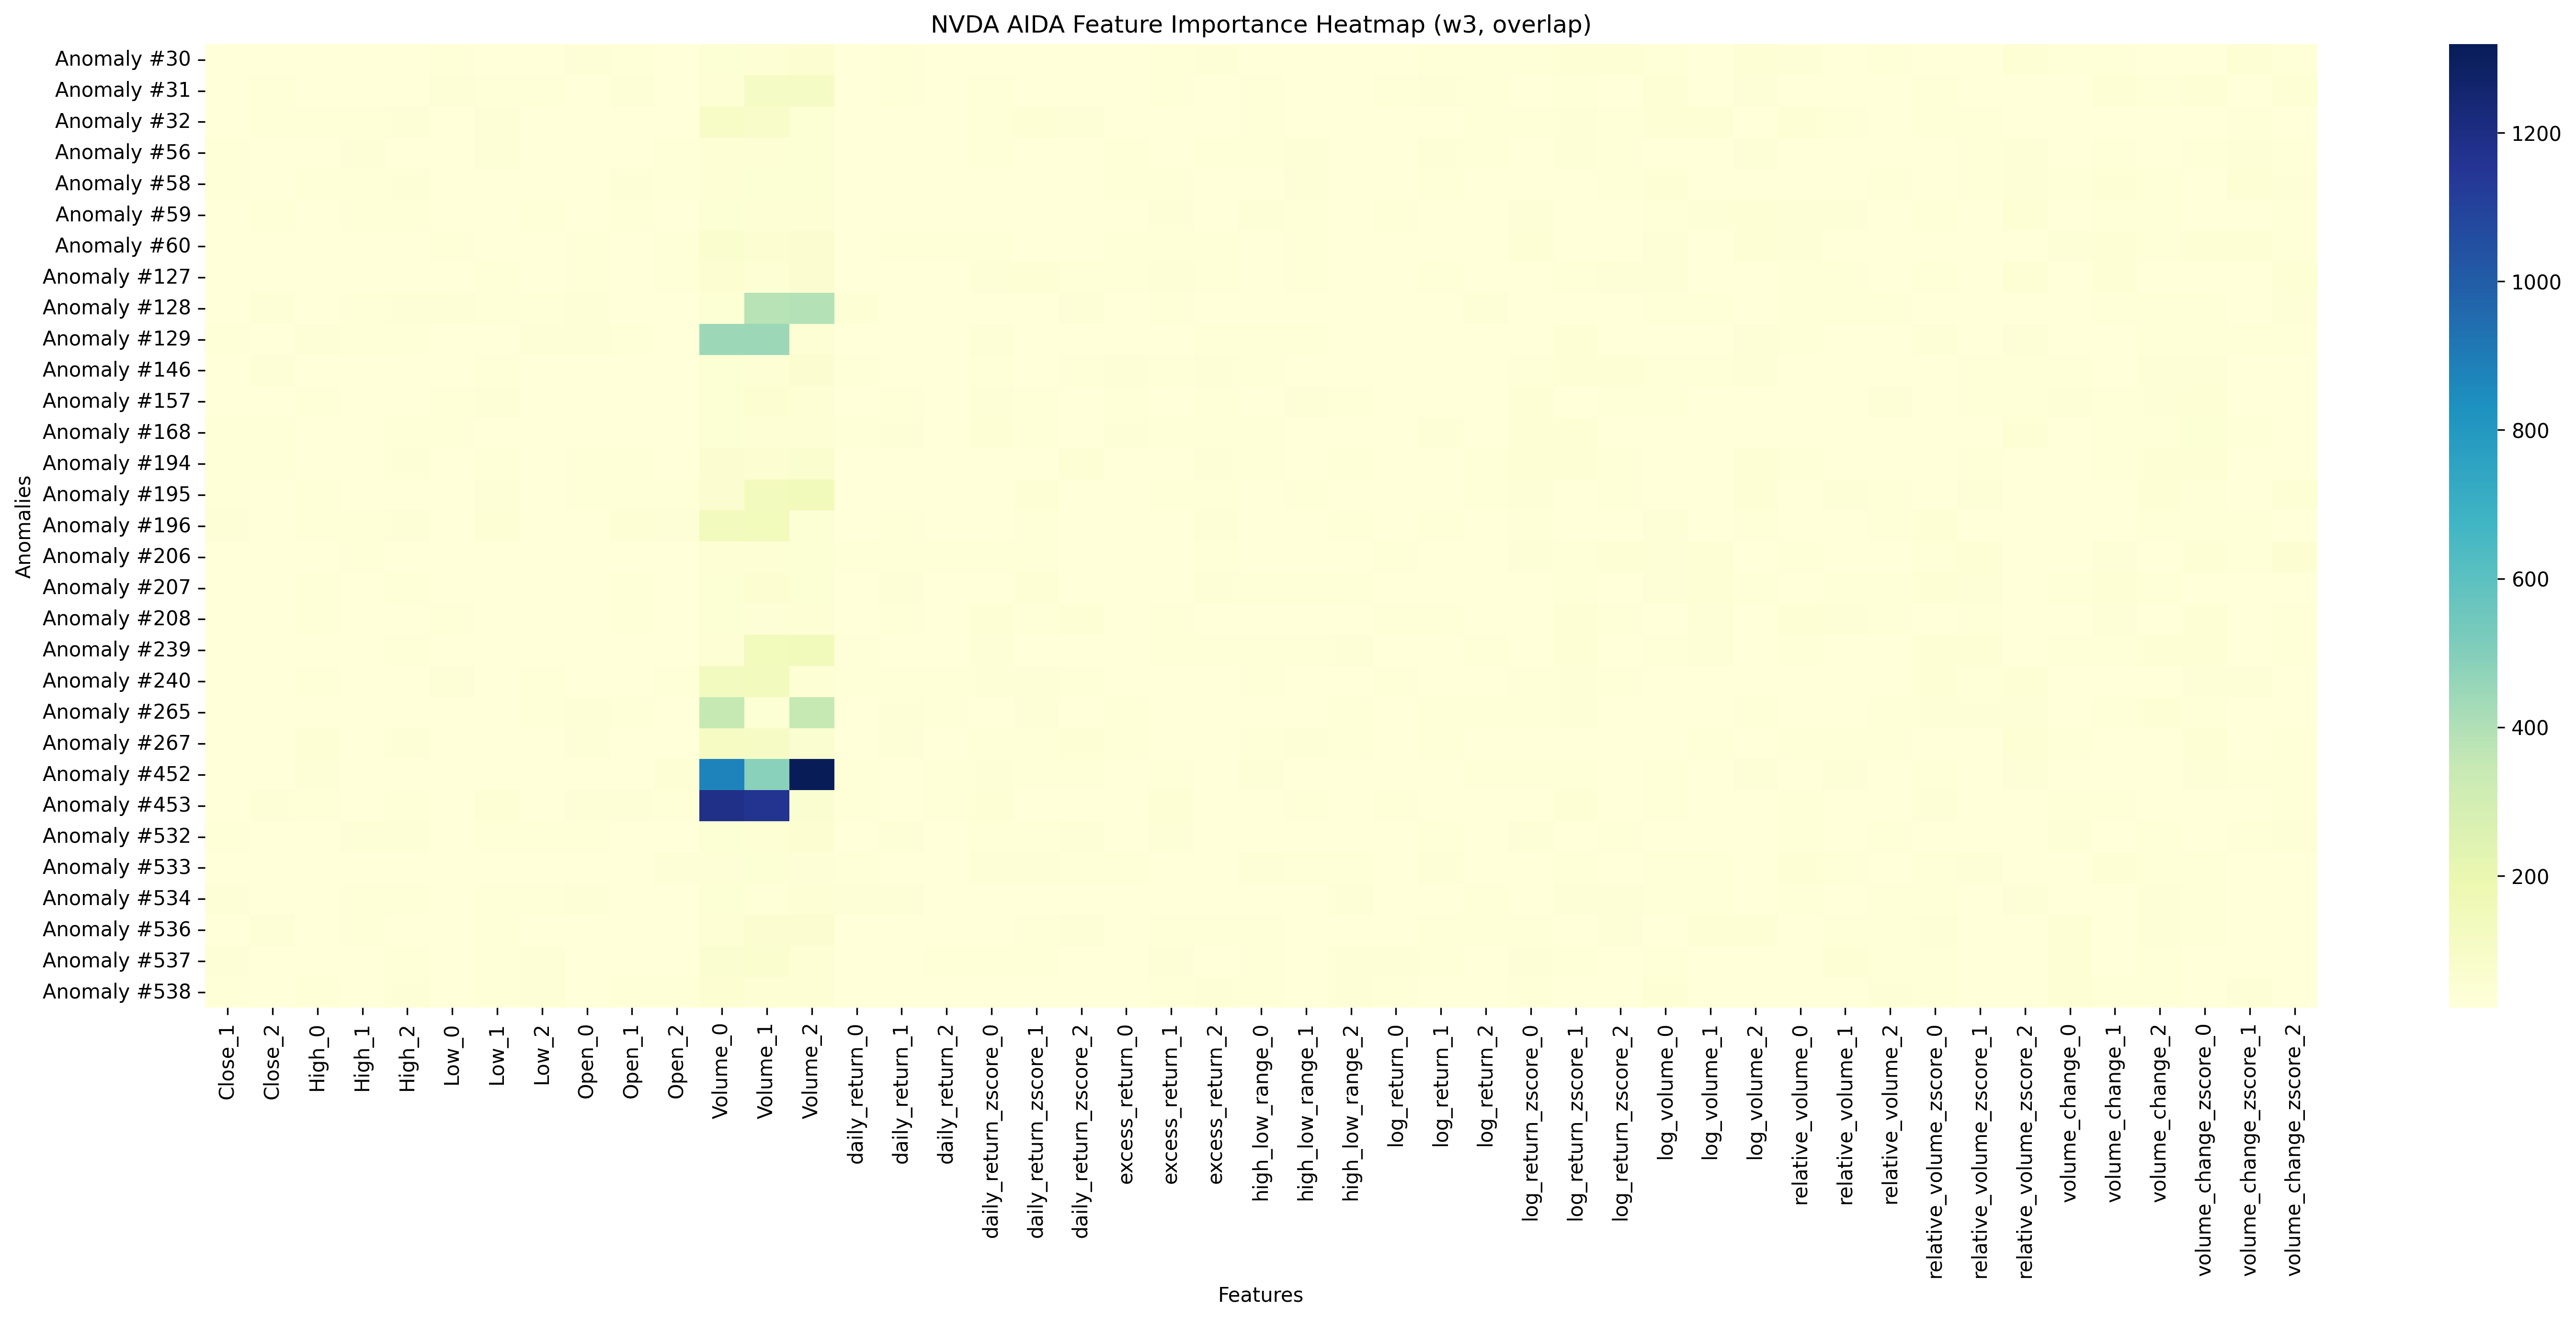 NVDA AIDA Feature Importance Heatmap (w3, overlap)
Anomalies
Anomaly #30
Anomaly #31
Anomaly #32
Anomaly #56
Anomaly #58
Anomaly #59
Anomaly #60
Anomaly #127
Anomaly #128
Anomaly #129
Anomaly #146
Anomaly #157
Anomaly #168
Anomaly #194
Anomaly #195
Anomaly #196
Anomaly #206
Anomaly #207
Anomaly #208
Anomaly #239
Anomaly #240
Anomaly #265
Anomaly #267
Anomaly #452
Anomaly #453
Anomaly #532
Anomaly #533
Anomaly #534
Anomaly #536
Anomaly #537
Anomaly #538
Close_1
Close_2
High_0
High_1
High_2
Low_0
Low_1
Low_2
Open_0
Open_1
Open_2
Volume_0
Volume_1
Volume_2
daily_return_0
daily_return_1
daily_return_2
daily_return_zscore_0
daily_return_zscore_1
daily_return_zscore_2
excess_return_0
excess_return_1
excess_return_2
high_low_range_0
high_low_range_1
high_low_range_2
log_return_0
log_return_1
log_return_2
log_return_zscore_0
log_return_zscore_1
log_return_zscore_2
log_volume_0
log_volume_1
log_volume_2
relative_volume_0
relative_volume_1
relative_volume_2
relative_volume_zscore_0
relative_volume_zscore_1
relative_volume_zscore_2
volume_change_0
volume_change_1
volume_change_2
volume_change_zscore_0
volume_change_zscore_1
volume_change_zscore_2
Features
1200
1000
800
600
400
200